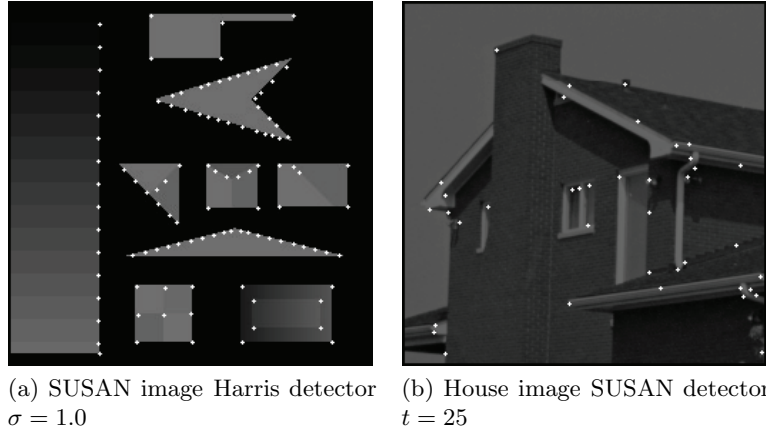 (a) SUSAN image Harris detector
σ = 1.0
(b) House image SUSAN detector
t = 25